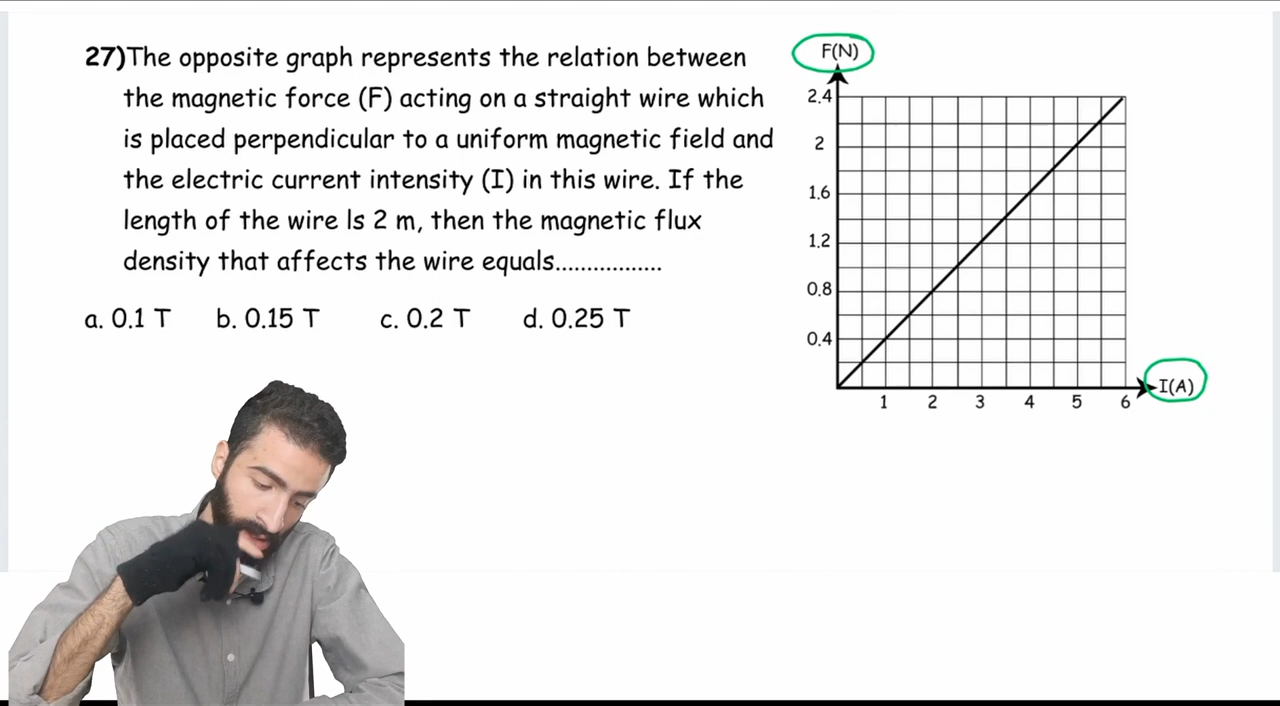 27)The opposite graph represents the relation between
the magnetic force (F) acting on a straight wire which
is placed perpendicular to a uniform magnetic field and
the electric current intensity (I) in this wire. If the
length of the wire ls 2 m, then the magnetic flux
density that affects the wire equals.................
a. 0.1 T b. 0.15 T c. 0.2 T d. 0.25 T
F(N)
2.4
2
1.6
1.2
0.8
0.4
1 2 3 4 5 6
I(A)